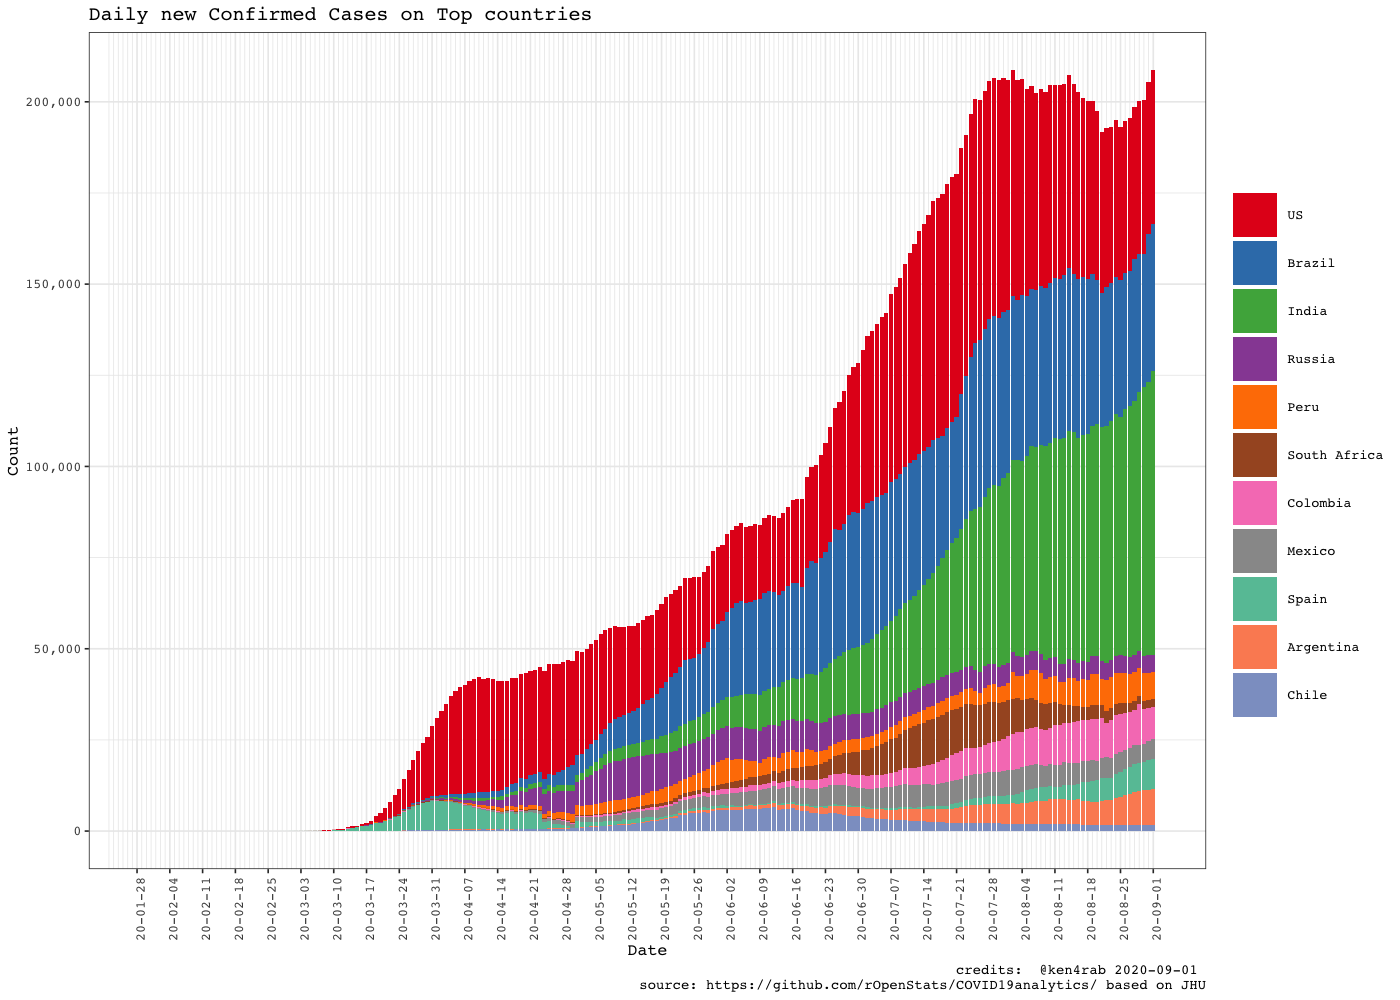 Daily new Confirmed Cases on Top countries
Count
200,000
150,000
100,000
50,000
0
20-01-28
20-02-04
20-02-11
20-02-18
20-02-25
20-03-03
20-03-10
20-03-17
20-03-24
20-03-31
20-04-07
20-04-14
20-04-21
20-04-28
20-05-05
20-05-12
20-05-19
20-05-26
20-06-02
20-06-09
20-06-16
20-06-23
20-06-30
20-07-07
20-07-14
20-07-21
20-07-28
20-08-04
20-08-11
20-08-18
20-08-25
20-09-01
Date
US
Brazil
India
Russia
Peru
South Africa
Colombia
Mexico
Spain
Argentina
Chile
credits: @ken4rab 2020-09-01
source: https://github.com/rOpenStats/COVID19analytics/ based on JHU